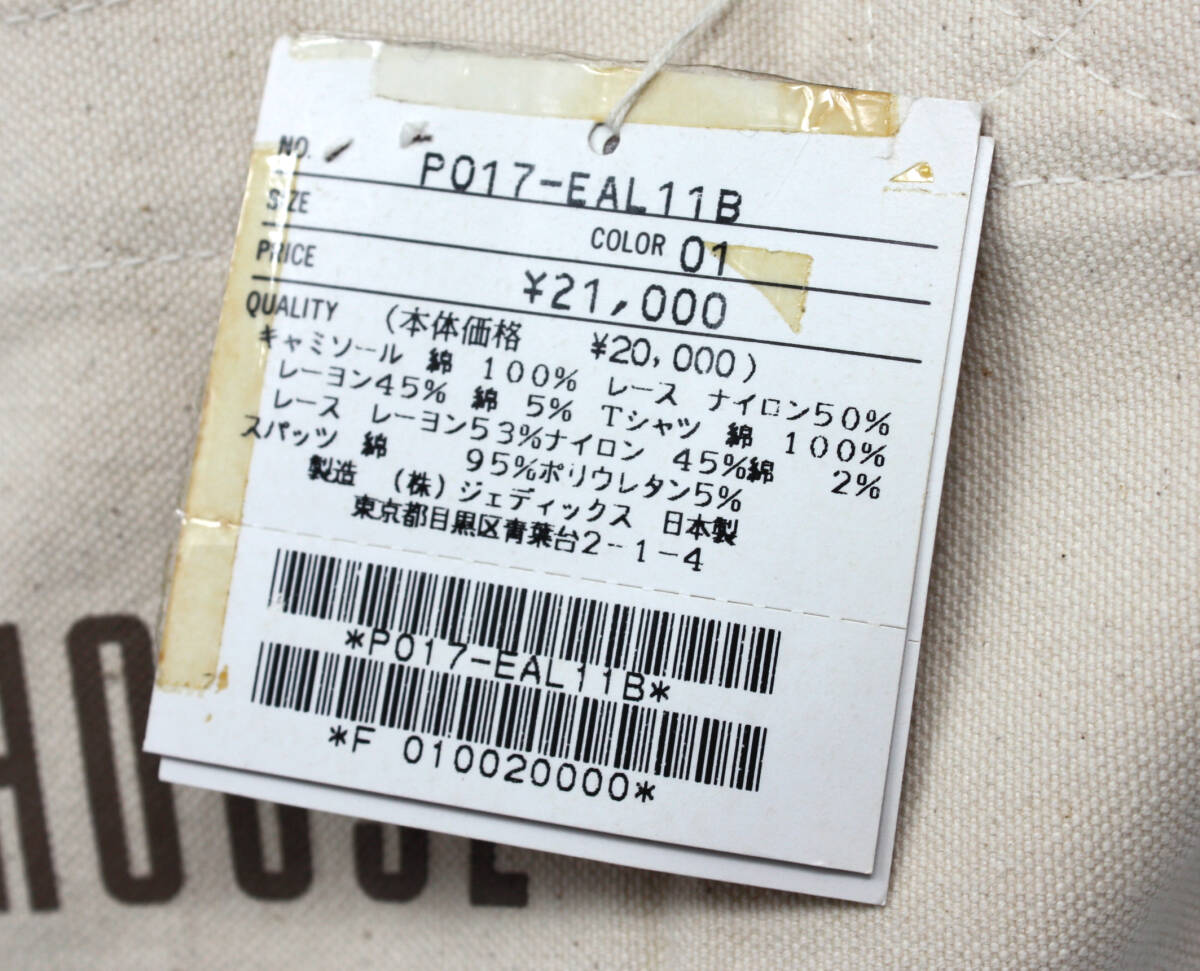 NO. P017-EAL11B
SIZE COLOR 01
PRICE ¥21,000
QUALITY (本体価格 ¥20,000)
キャミソール 綿 100% レース ナイロン50%
レーヨン45% 綿 5% Tシャツ 綿 100%
レース レーヨン53%ナイロン 45%綿 2%
スパッツ 綿 95%ポリウレタン5%
製造 (株)ジェディックス 日本製
東京都目黒区青葉台2-1-4
*P017-EAL11B*
*F 010020000*
HOUSE